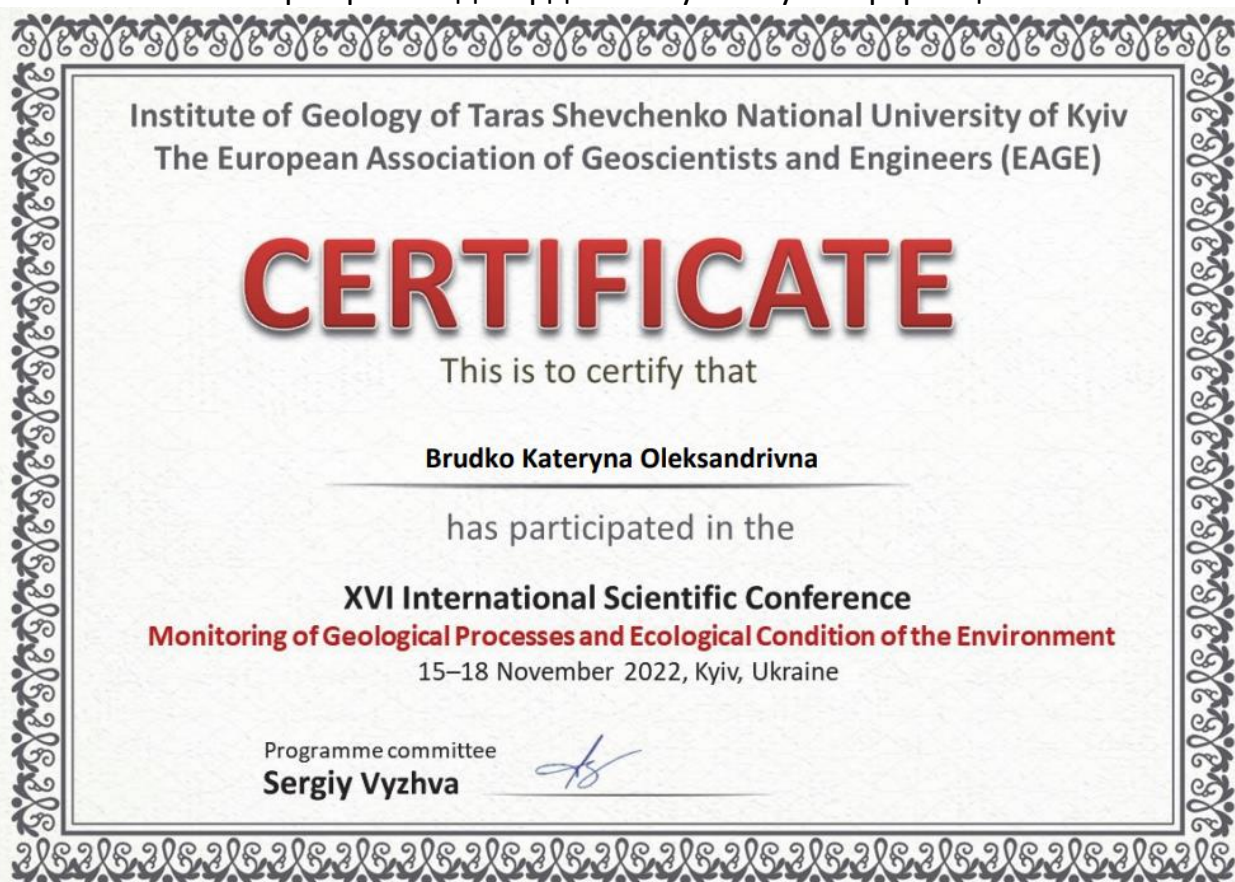 Institute of Geology of Taras Shevchenko National University of Kyiv
The European Association of Geoscientists and Engineers (EAGE)
CERTIFICATE
This is to certify that
Brudko Kateryna Oleksandrivna
has participated in the
XVI International Scientific Conference
Monitoring of Geological Processes and Ecological Condition of the Environment
15–18 November 2022, Kyiv, Ukraine
Programme committee
Sergiy Vyzhva